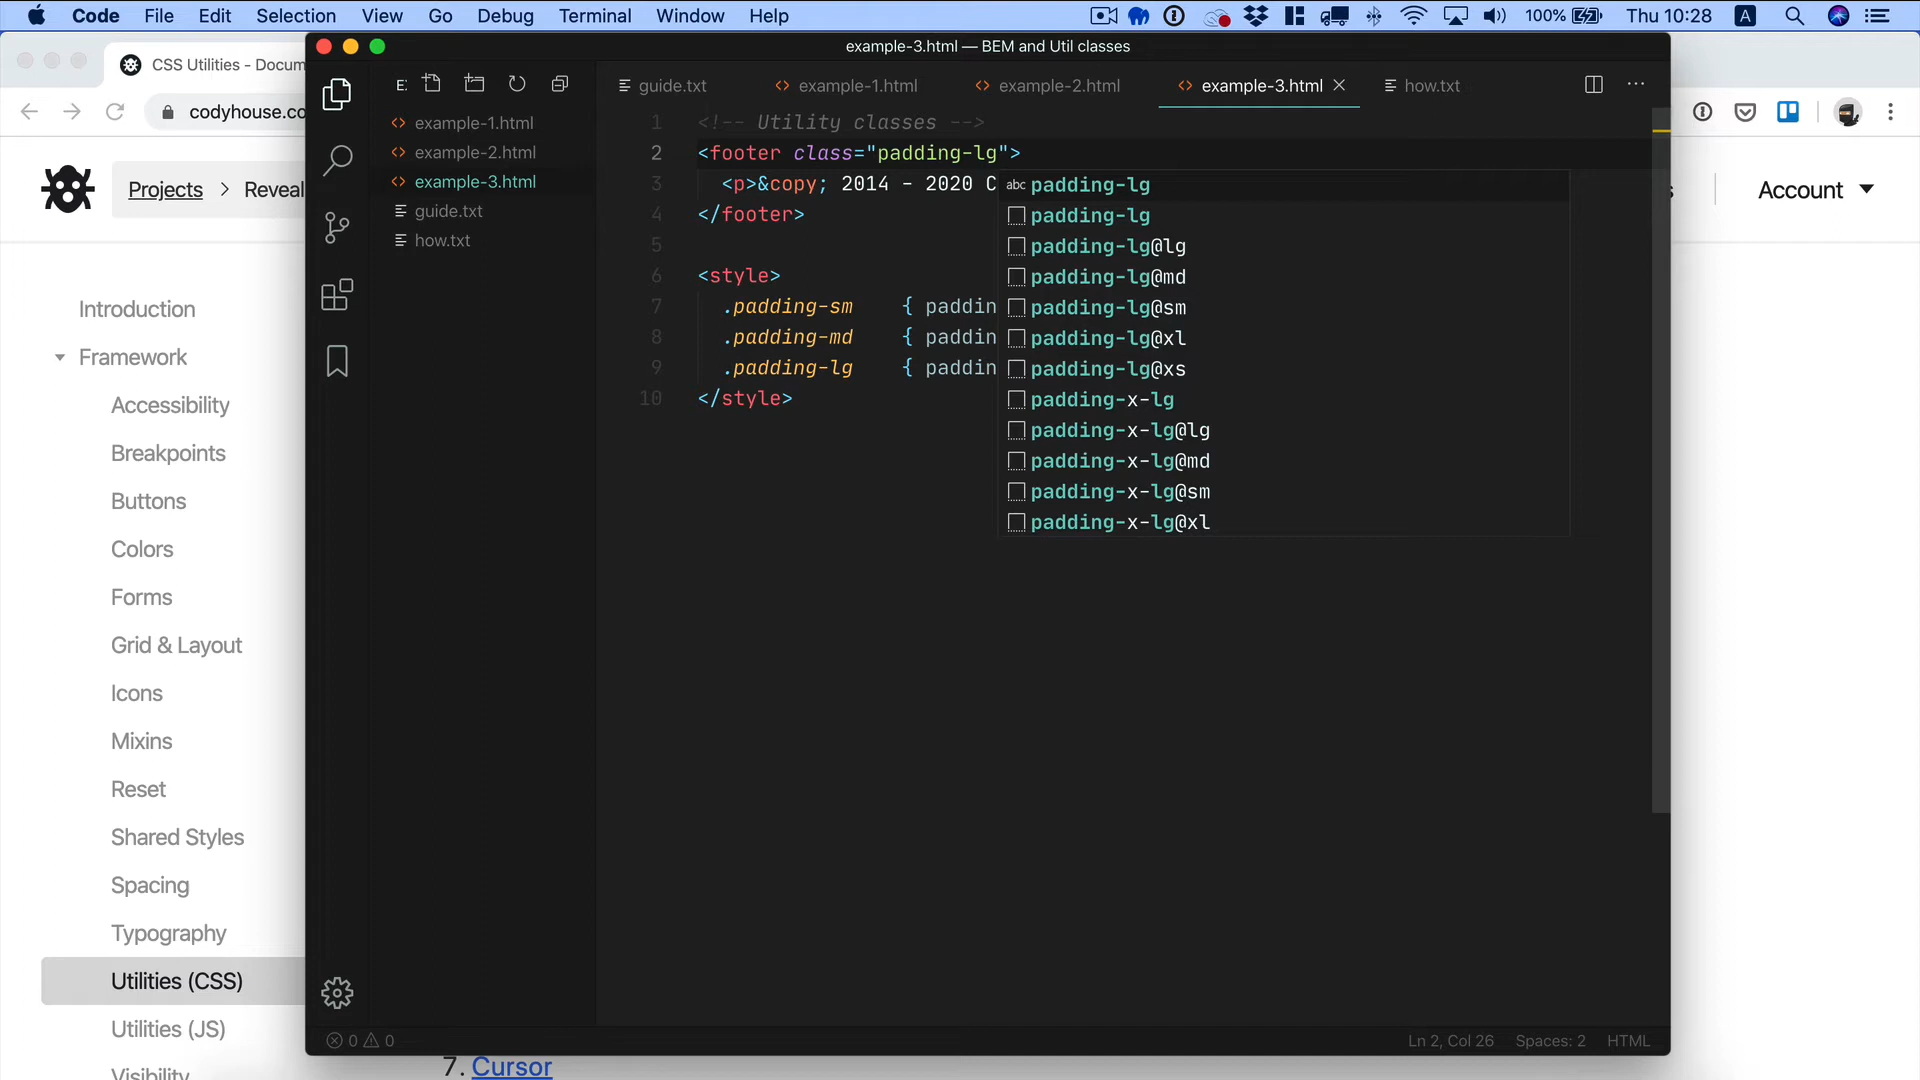 Code File Edit Selection View Go Debug Terminal Window Help 100% Thu 10:28 A
CSS Utilities - Docum
codyhouse.co
Projects > Reveal
Account
Introduction
Framework
Accessibility
Breakpoints
Buttons
Colors
Forms
Grid & Layout
Icons
Mixins
Reset
Shared Styles
Spacing
Typography
Utilities (CSS)
Utilities (JS)
Visibility
7. Cursor
example-3.html — BEM and Util classes
E:
example-1.html
example-2.html
example-3.html
guide.txt
how.txt
guide.txt example-1.html example-2.html example-3.html how.txt
1 <!-- Utility classes -->
2 <footer class="padding-lg">
3 <p>&copy; 2014 - 2020 C
4 </footer>
5
6 <style>
7 .padding-sm { paddin
8 .padding-md { paddin
9 .padding-lg { paddin
10 </style>
abc padding-lg
padding-lg
padding-lg@lg
padding-lg@md
padding-lg@sm
padding-lg@xl
padding-lg@xs
padding-x-lg
padding-x-lg@lg
padding-x-lg@md
padding-x-lg@sm
padding-x-lg@xl
0 0 Ln 2, Col 26 Spaces: 2 HTML